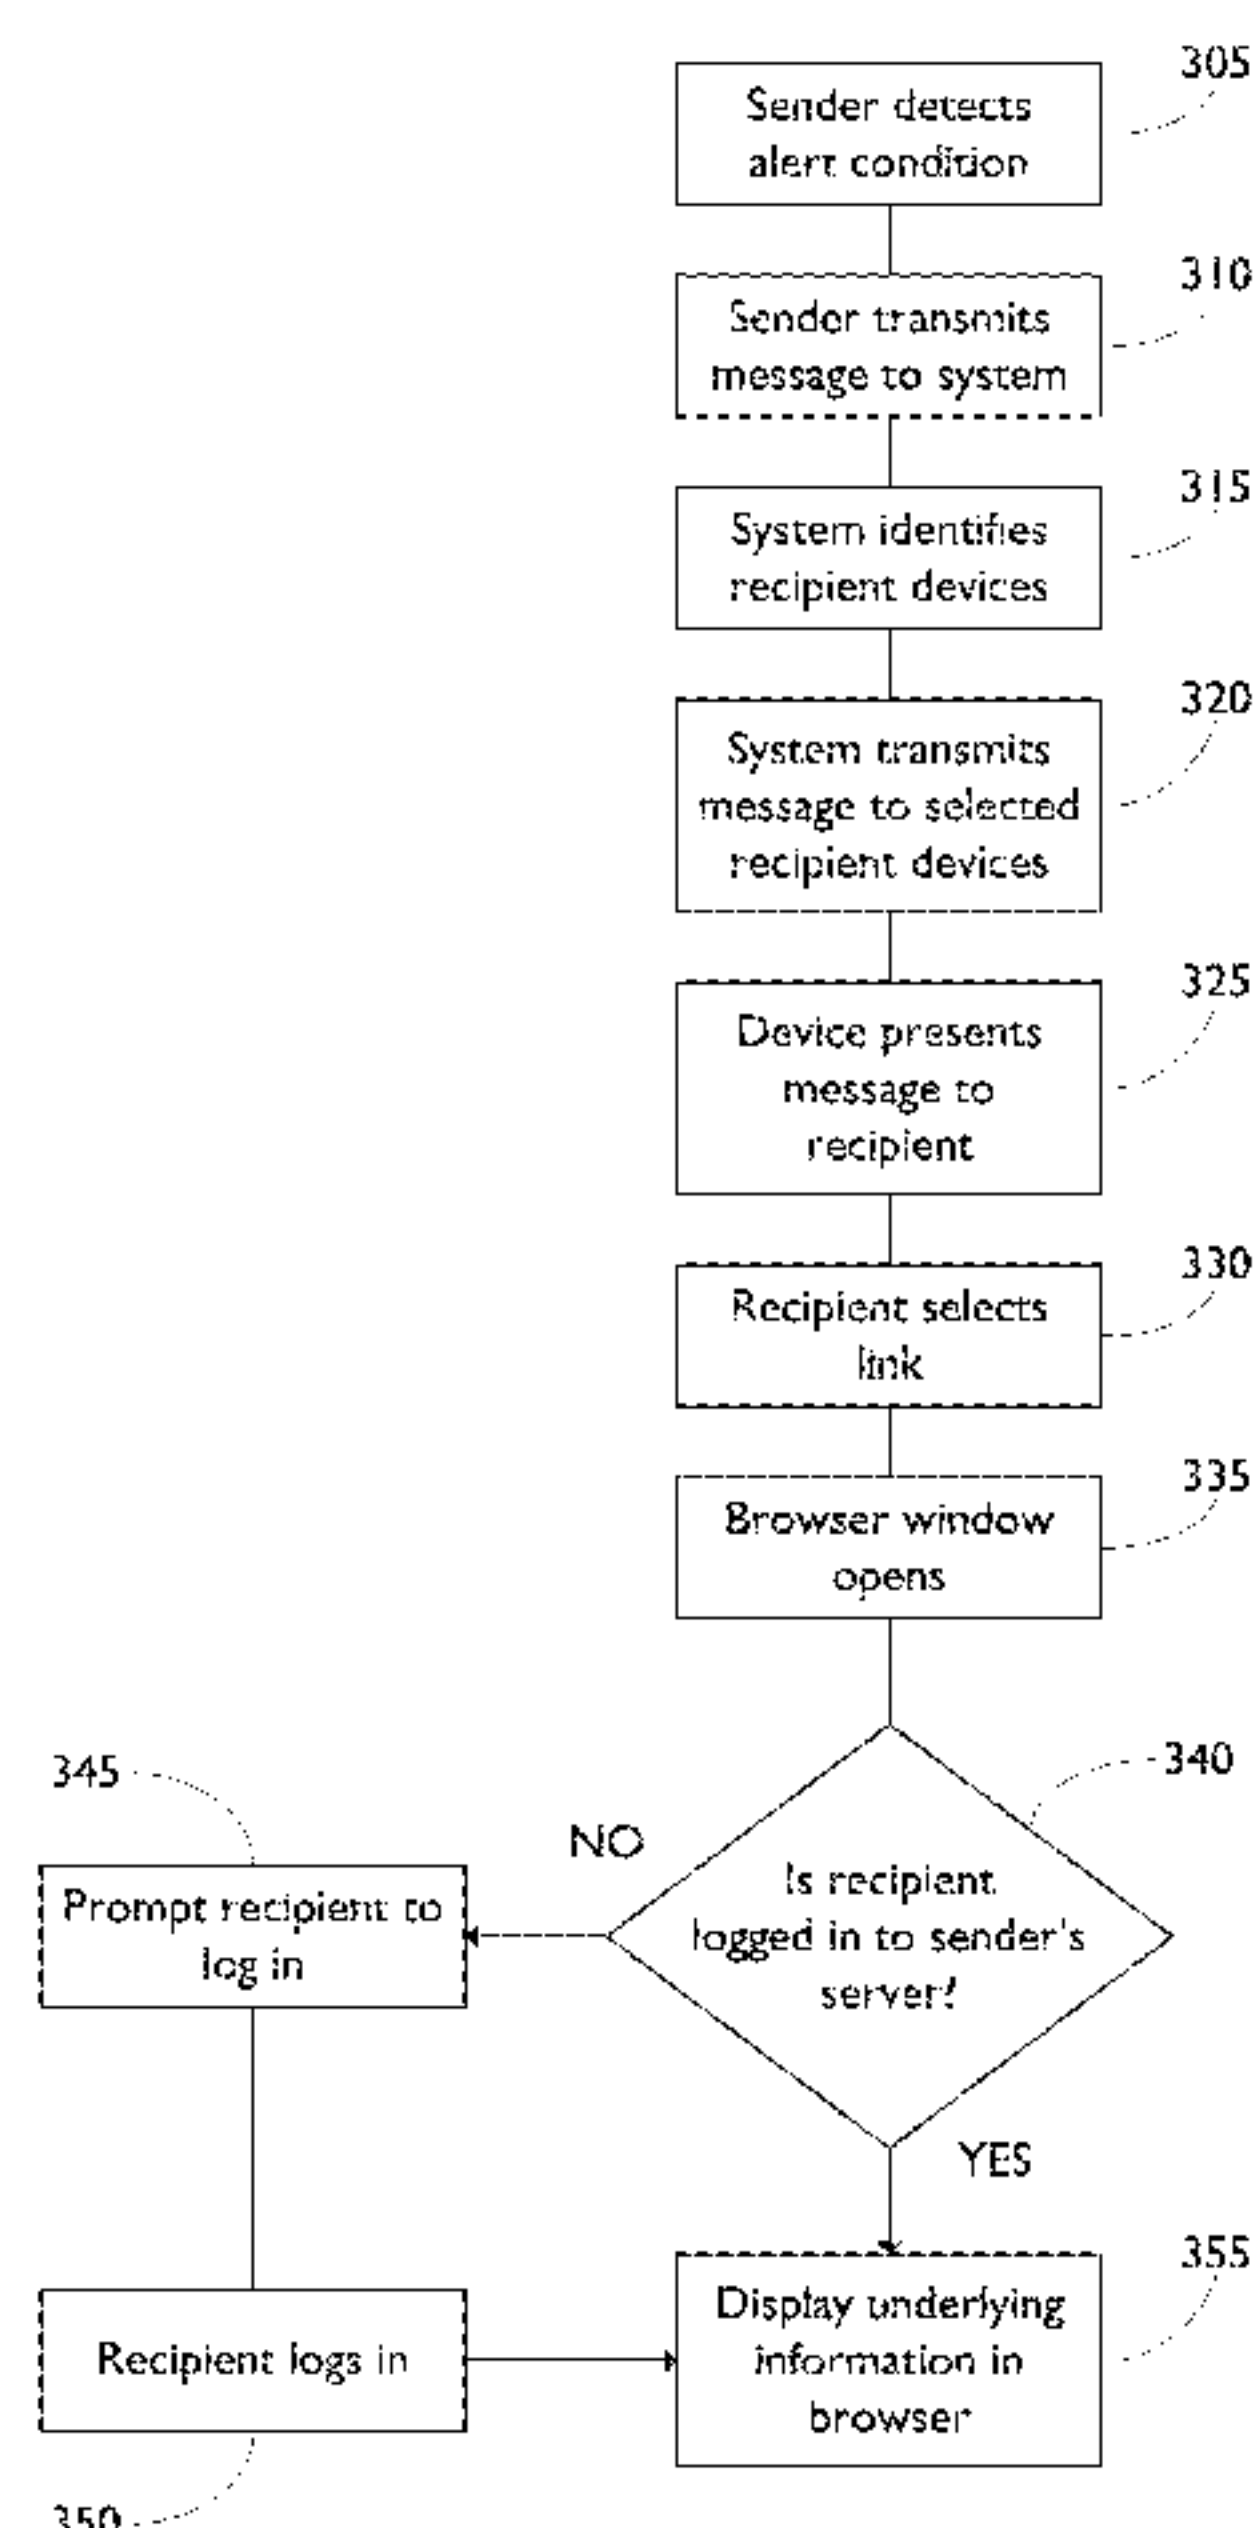 305
Sender detects
alert condition
310
Sender transmits
message to system
315
System identifies
recipient devices
320
System transmits
message to selected
recipient devices
325
Device presents
message to
recipient
330
Recipient selects
link
335
Browser window
opens
340
Is recipient
logged in to sender's
server?
NO
YES
345
Prompt recipient to
log in
Recipient logs in
350
355
Display underlying
information in
browser